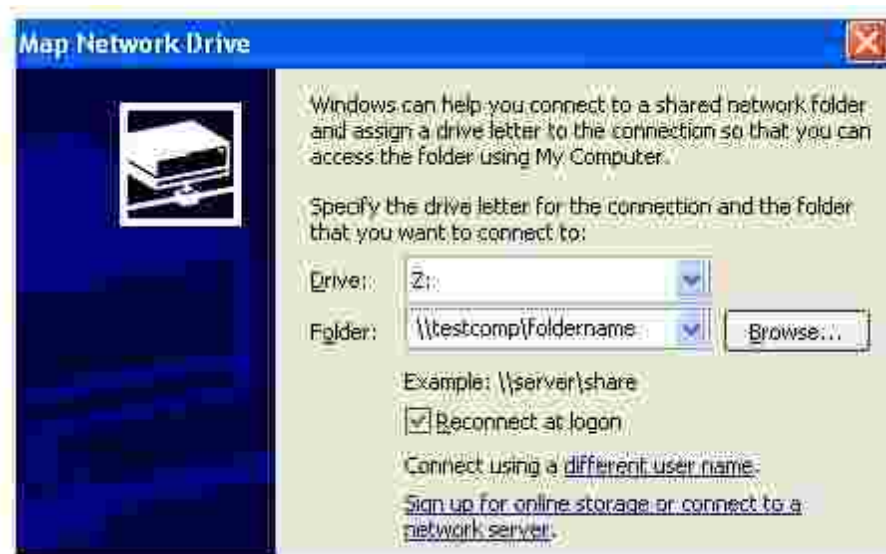 Map Network Drive
Windows can help you connect to a shared network folder
and assign a drive letter to the connection so that you can
access the folder using My Computer.
Specify the drive letter for the connection and the folder
that you want to connect to:
Drive: Z:
Folder: \\testcomp\foldername Browse...
Example: \\server\share
Reconnect at logon
Connect using a different user name.
Sign up for online storage or connect to a
network server.